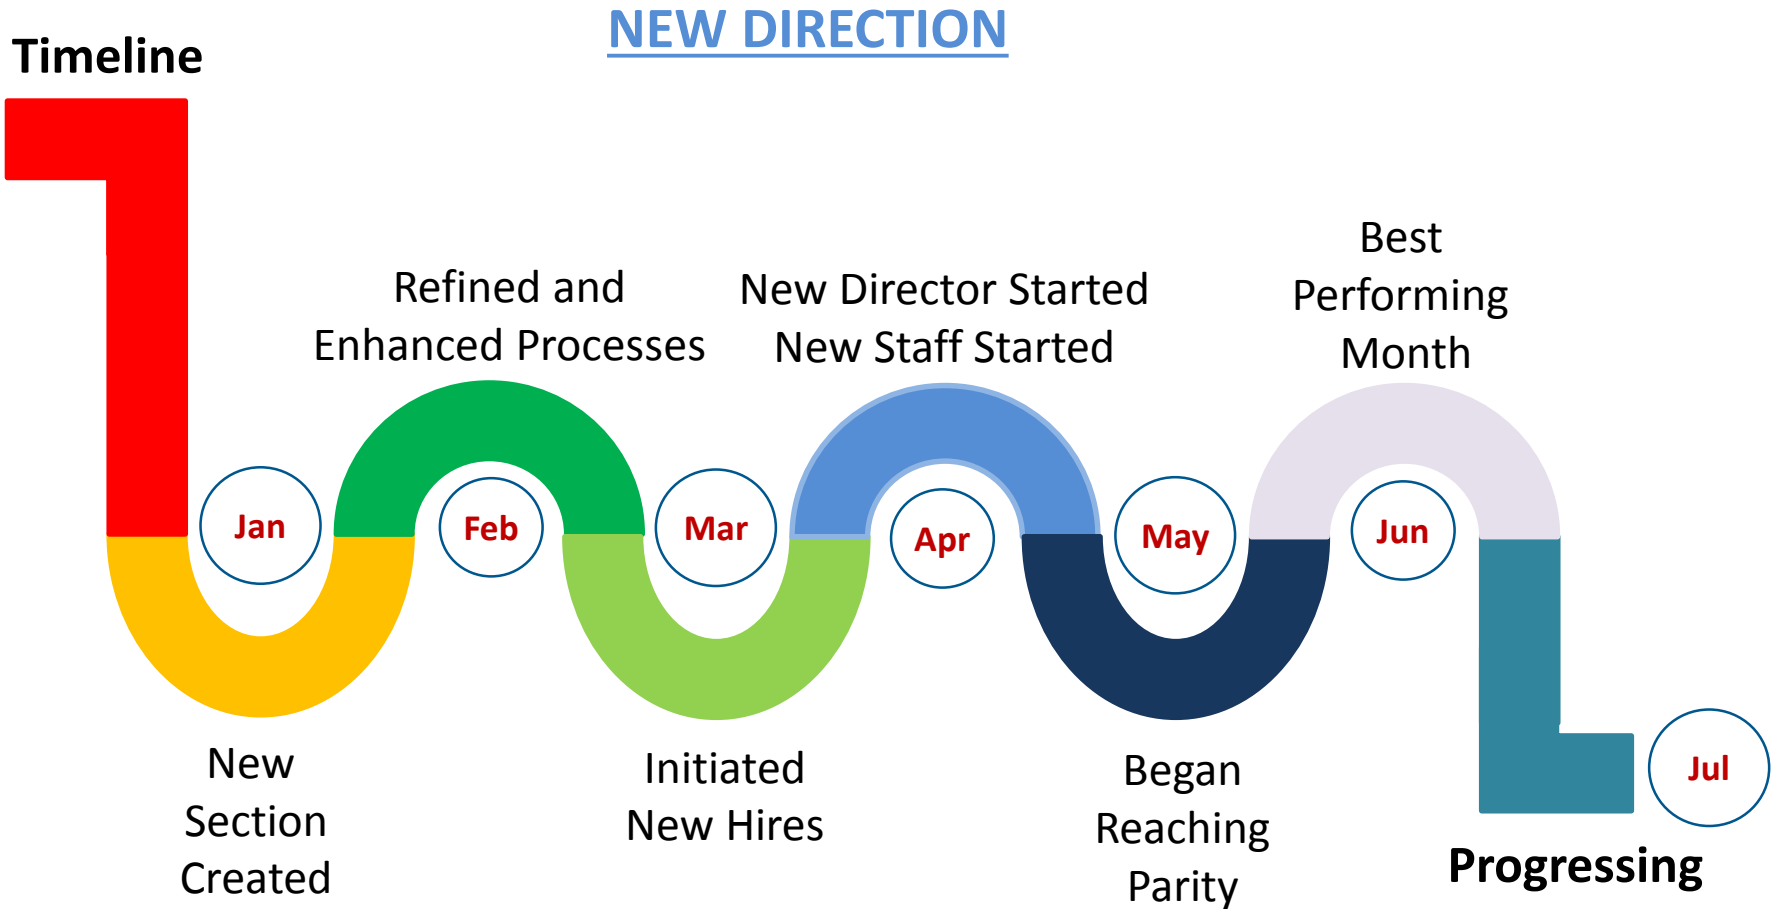 NEW DIRECTION
Timeline
Refined and
Enhanced Processes
New Director Started
New Staff Started
Best
Performing
Month
Jan
Feb
Mar
Apr
May
Jun
New
Section
Created
Initiated
New Hires
Began
Reaching
Parity
Jul
Progressing